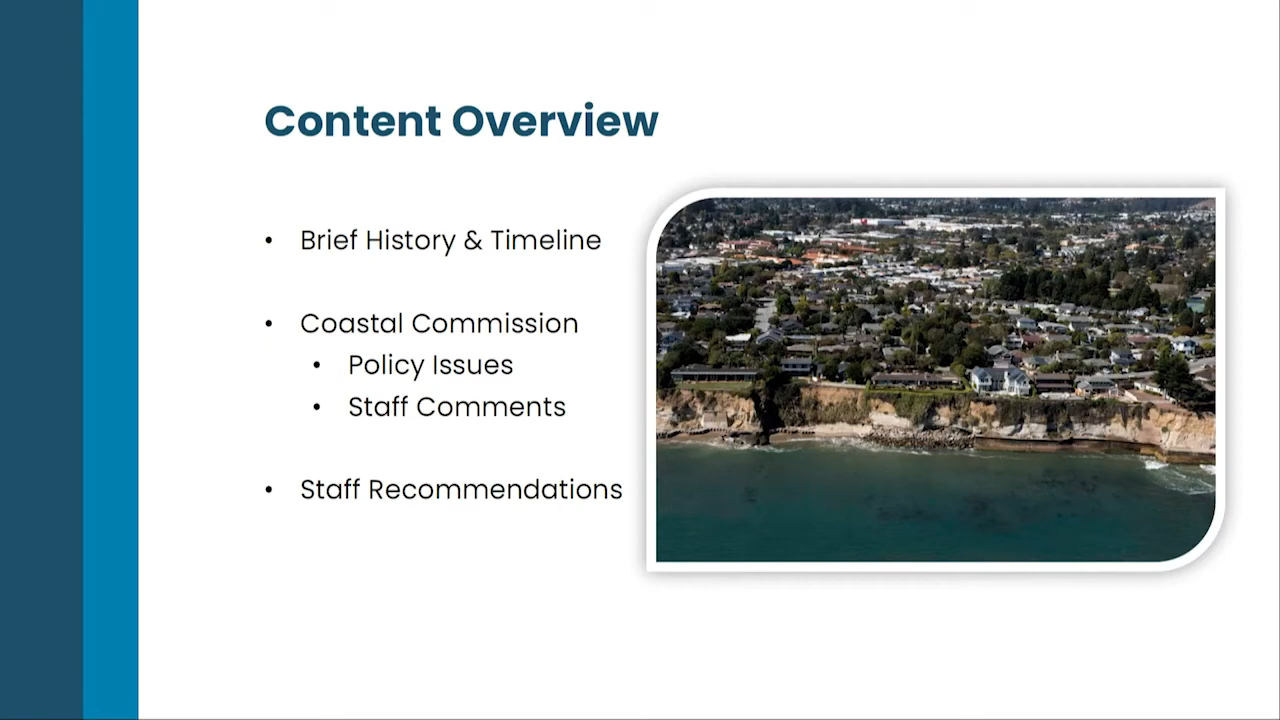 Content Overview
• Brief History & Timeline
• Coastal Commission
• Policy Issues
• Staff Comments
• Staff Recommendations